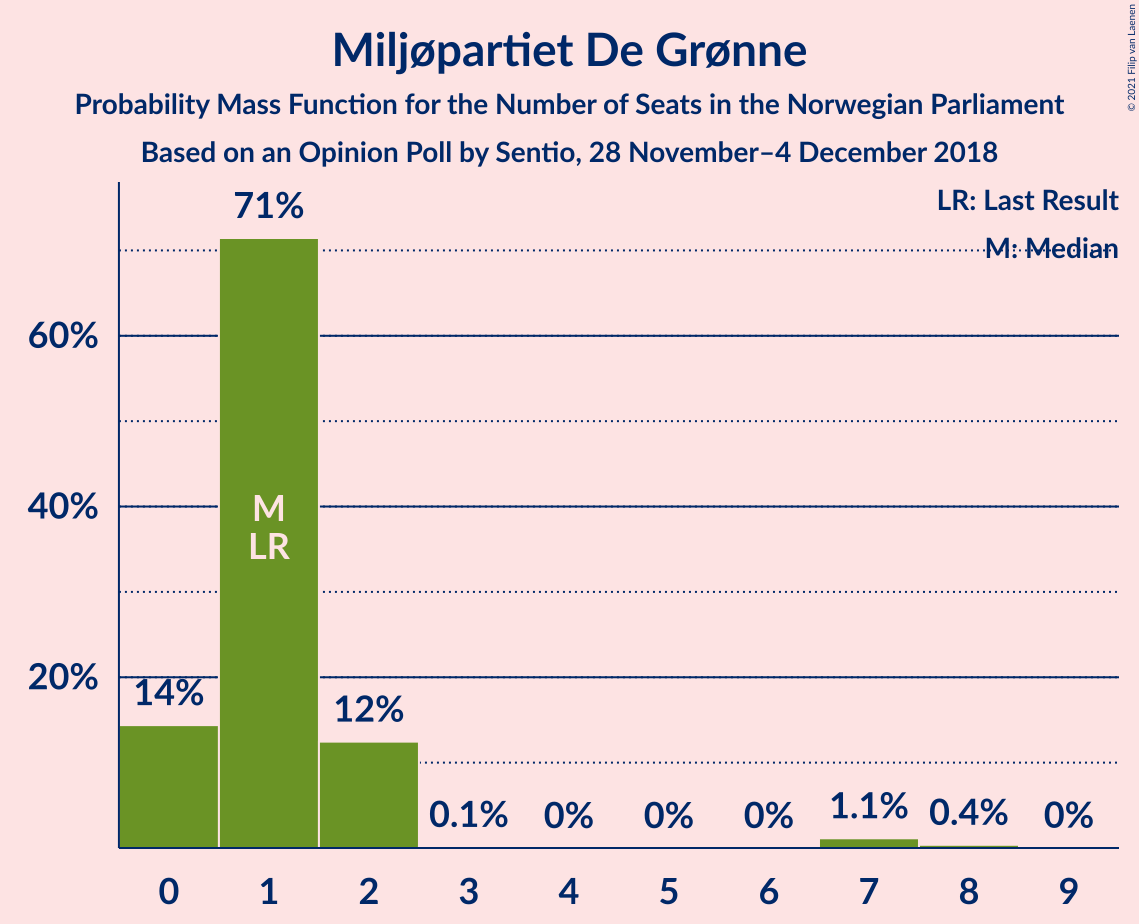 Miljøpartiet De Grønne
Probability Mass Function for the Number of Seats in the Norwegian Parliament
Based on an Opinion Poll by Sentio, 28 November–4 December 2018
© 2021 Filip van Laenen
LR: Last Result
M: Median
71%
60%
40%
20%
M
LR
14%
12%
0.1%
0%
0%
0%
1.1%
0.4%
0%
0 1 2 3 4 5 6 7 8 9